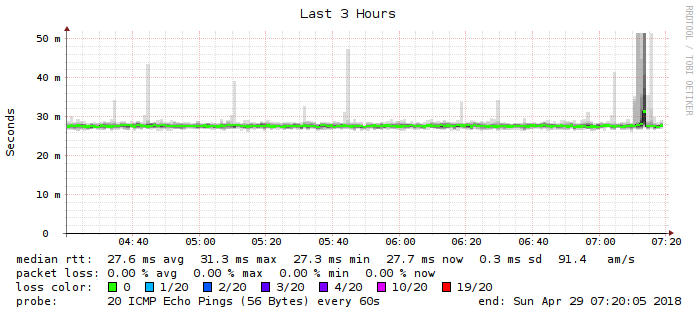 Last 3 Hours
RRDTOOL / TOBI OETIKER
Seconds
50 m
40 m
30 m
20 m
10 m
0
04:40 05:00 05:20 05:40 06:00 06:20 06:40 07:00 07:20
median rtt: 27.6 ms avg 31.3 ms max 27.3 ms min 27.7 ms now 0.3 ms sd 91.4 am/s
packet loss: 0.00 % avg 0.00 % max 0.00 % min 0.00 % now
loss color: 0 1/20 2/20 3/20 4/20 10/20 19/20
probe: 20 ICMP Echo Pings (56 Bytes) every 60s end: Sun Apr 29 07:20:05 2018